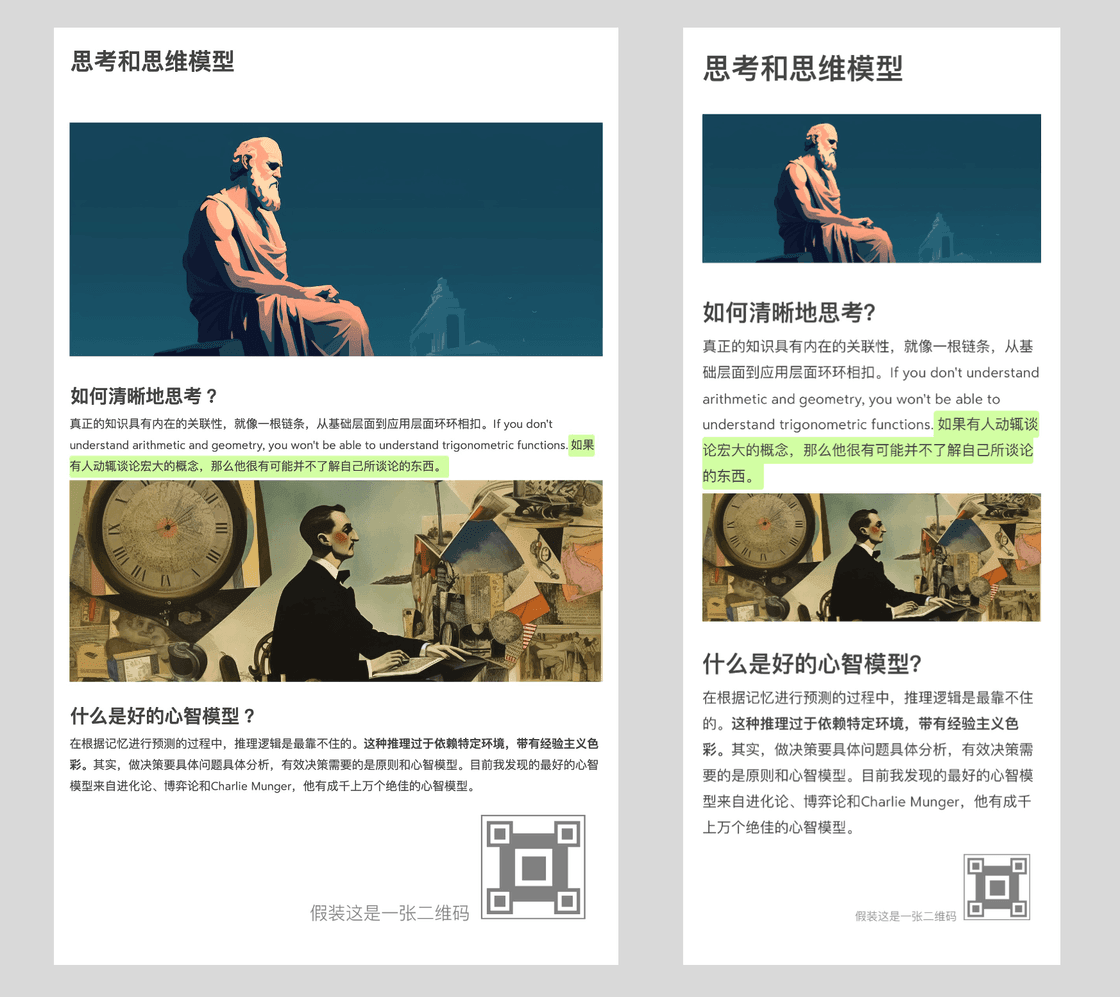 思考和思维模型
如何清晰地思考？
真正的知识具有内在的关联性，就像一根链条，从基础层面到应用层面环环相扣。If you don't
understand arithmetic and geometry, you won't be able to understand trigonometric functions. 如果
有人动辄谈论宏大的概念，那么他很有可能并不了解自己所谈论的东西。
什么是好的心智模型？
在根据记忆进行预测的过程中，推理逻辑是最靠不住的。这种推理过于依赖特定环境，带有经验主义色
彩。其实，做决策要具体问题具体分析，有效决策需要的是原则和心智模型。目前我发现的最好的心智
模型来自进化论、博弈论和Charlie Munger，他有成千上万个绝佳的心智模型。
假装这是一张二维码
思考和思维模型
如何清晰地思考?
真正的知识具有内在的关联性，就像一根链条，从基
础层面到应用层面环环相扣。If you don't understand
arithmetic and geometry, you won't be able to
understand trigonometric functions. 如果有人动辄谈
论宏大的概念，那么他很有可能并不了解自己所谈论
的东西。
什么是好的心智模型?
在根据记忆进行预测的过程中，推理逻辑是最靠不住
的。这种推理过于依赖特定环境，带有经验主义色
彩。其实，做决策要具体问题具体分析，有效决策需
要的是原则和心智模型。目前我发现的最好的心智模
型来自进化论、博弈论和Charlie Munger，他有成千
上万个绝佳的心智模型。
假装这是一张二维码